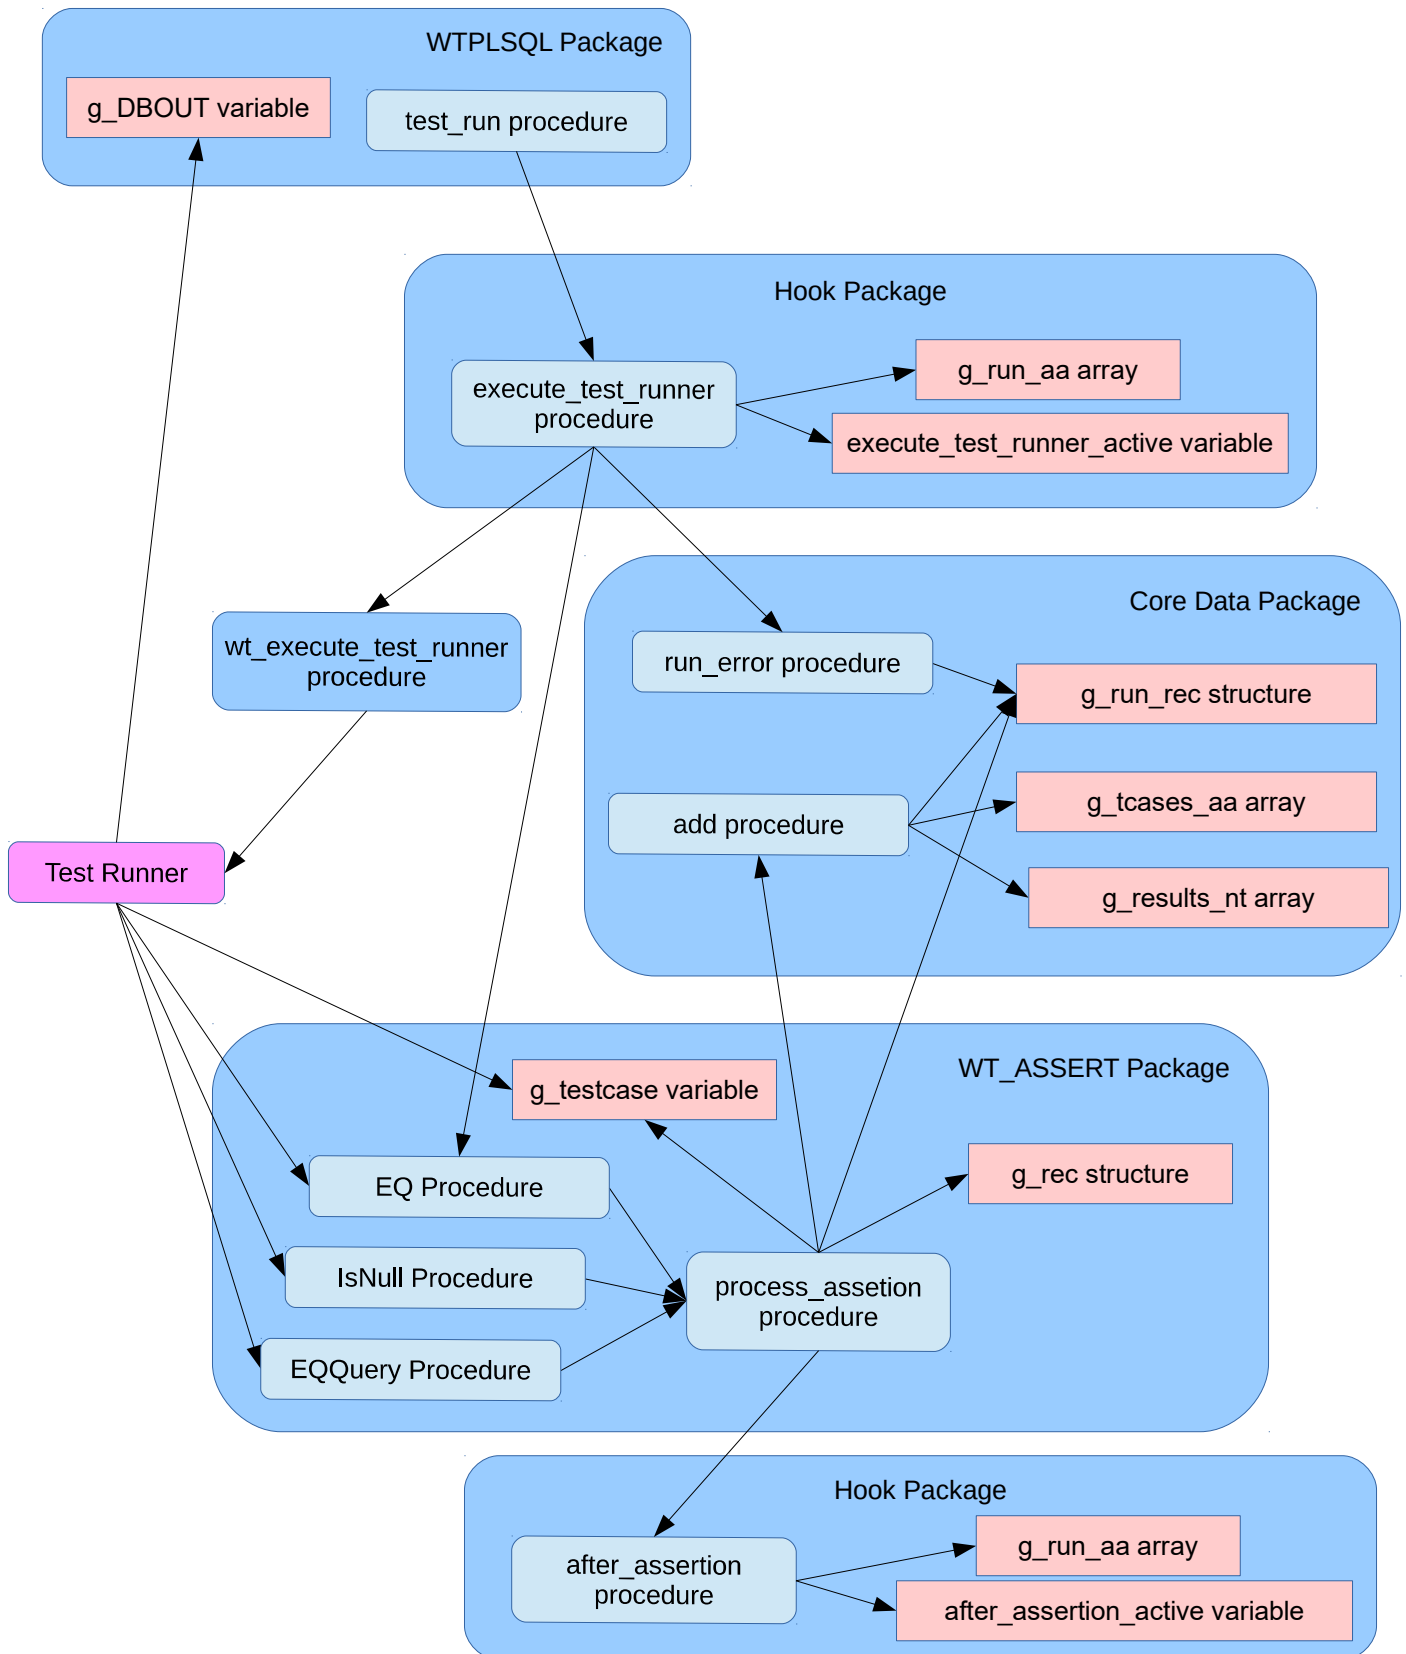 WTPLSQL Package
g_DBOUT variable
test_run procedure
Hook Package
execute_test_runner
procedure
g_run_aa array
execute_test_runner_active variable
wt_execute_test_runner
procedure
Core Data Package
run_error procedure
g_run_rec structure
g_tcases_aa array
add procedure
Test Runner
g_results_nt array
WT_ASSERT Package
g_testcase variable
g_rec structure
EQ Procedure
IsNull Procedure
process_assetion
procedure
EQQuery Procedure
Hook Package
after_assertion
procedure
g_run_aa array
after_assertion_active variable